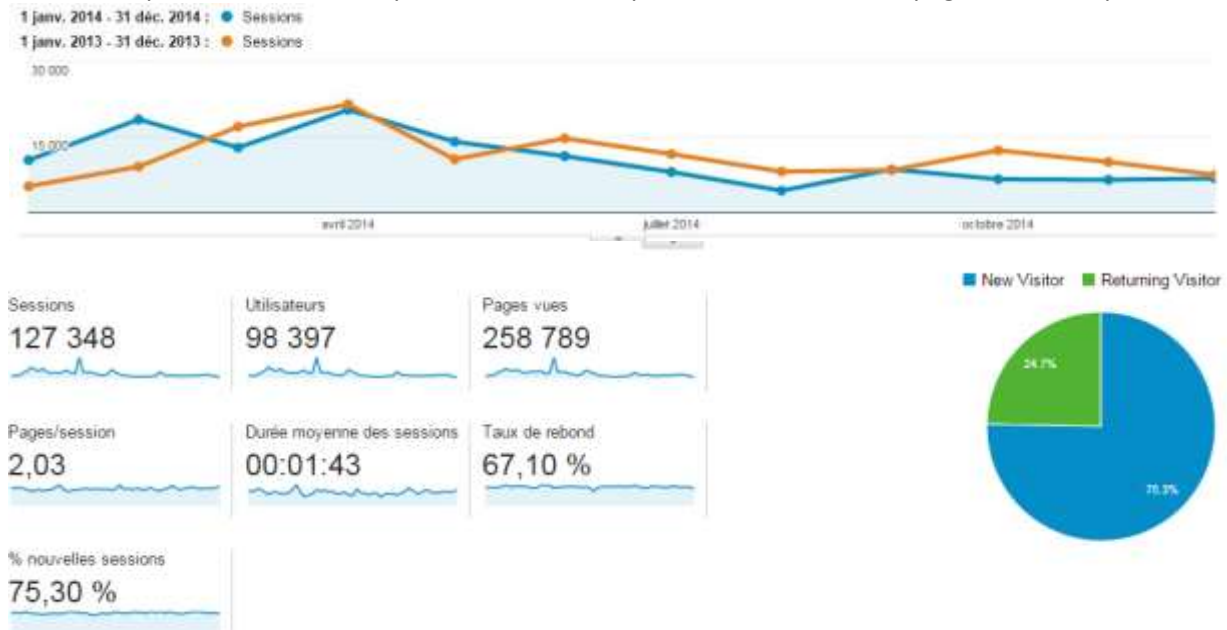 1 janv. 2014 - 31 déc. 2014 : Sessions
1 janv. 2013 - 31 déc. 2013 : Sessions
30 000
15 000
avril 2014
juillet 2014
octobre 2014
New Visitor
Returning Visitor
Sessions
127 348
Utilisateurs
98 397
Pages vues
258 789
24.7%
75.3%
Pages/session
2,03
Durée moyenne des sessions
00:01:43
Taux de rebond
67,10 %
% nouvelles sessions
75,30 %